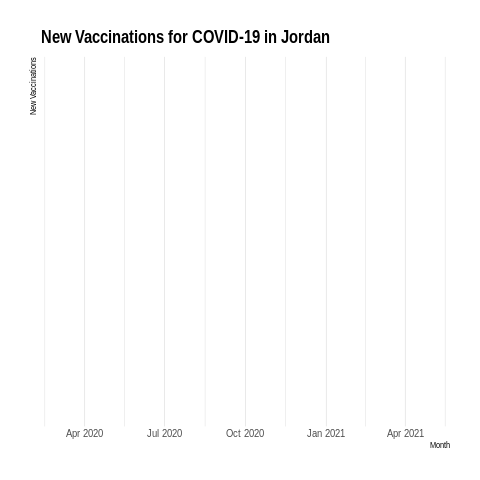 New Vaccinations for COVID-19 in Jordan
New Vaccinations
Apr 2020 Jul 2020 Oct 2020 Jan 2021 Apr 2021
Month